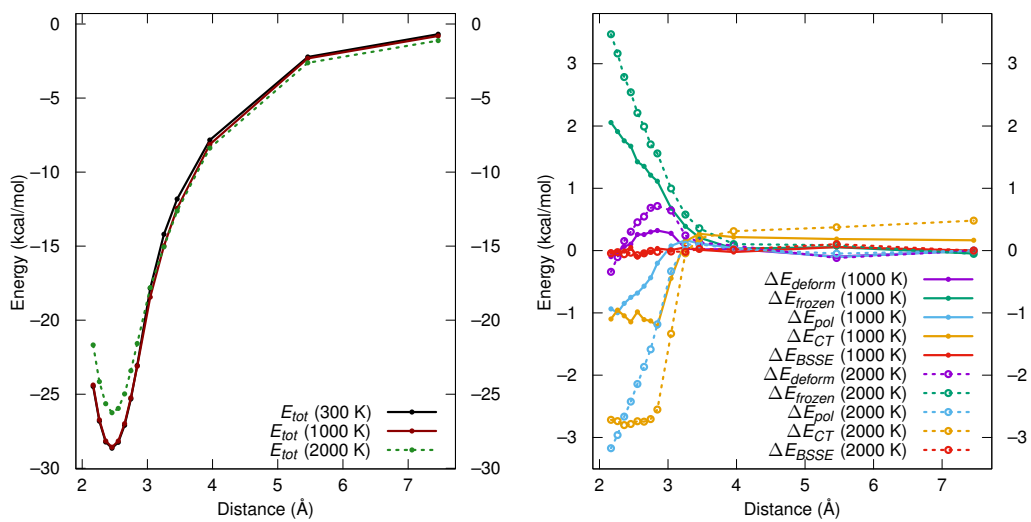 0
−5
−10
−15
−20
−25
−30
0
−5
−10
−15
−20
−25
−30
2 3 4 5 6 7
Energy (kcal/mol)
Distance (Å)
E_tot (300 K)
E_tot (1000 K)
E_tot (2000 K)
3
2
1
0
−1
−2
−3
3
2
1
0
−1
−2
−3
2 3 4 5 6 7
Energy (kcal/mol)
Distance (Å)
ΔE_deform (1000 K)
ΔE_frozen (1000 K)
ΔE_pol (1000 K)
ΔE_CT (1000 K)
ΔE_BSSE (1000 K)
ΔE_deform (2000 K)
ΔE_frozen (2000 K)
ΔE_pol (2000 K)
ΔE_CT (2000 K)
ΔE_BSSE (2000 K)